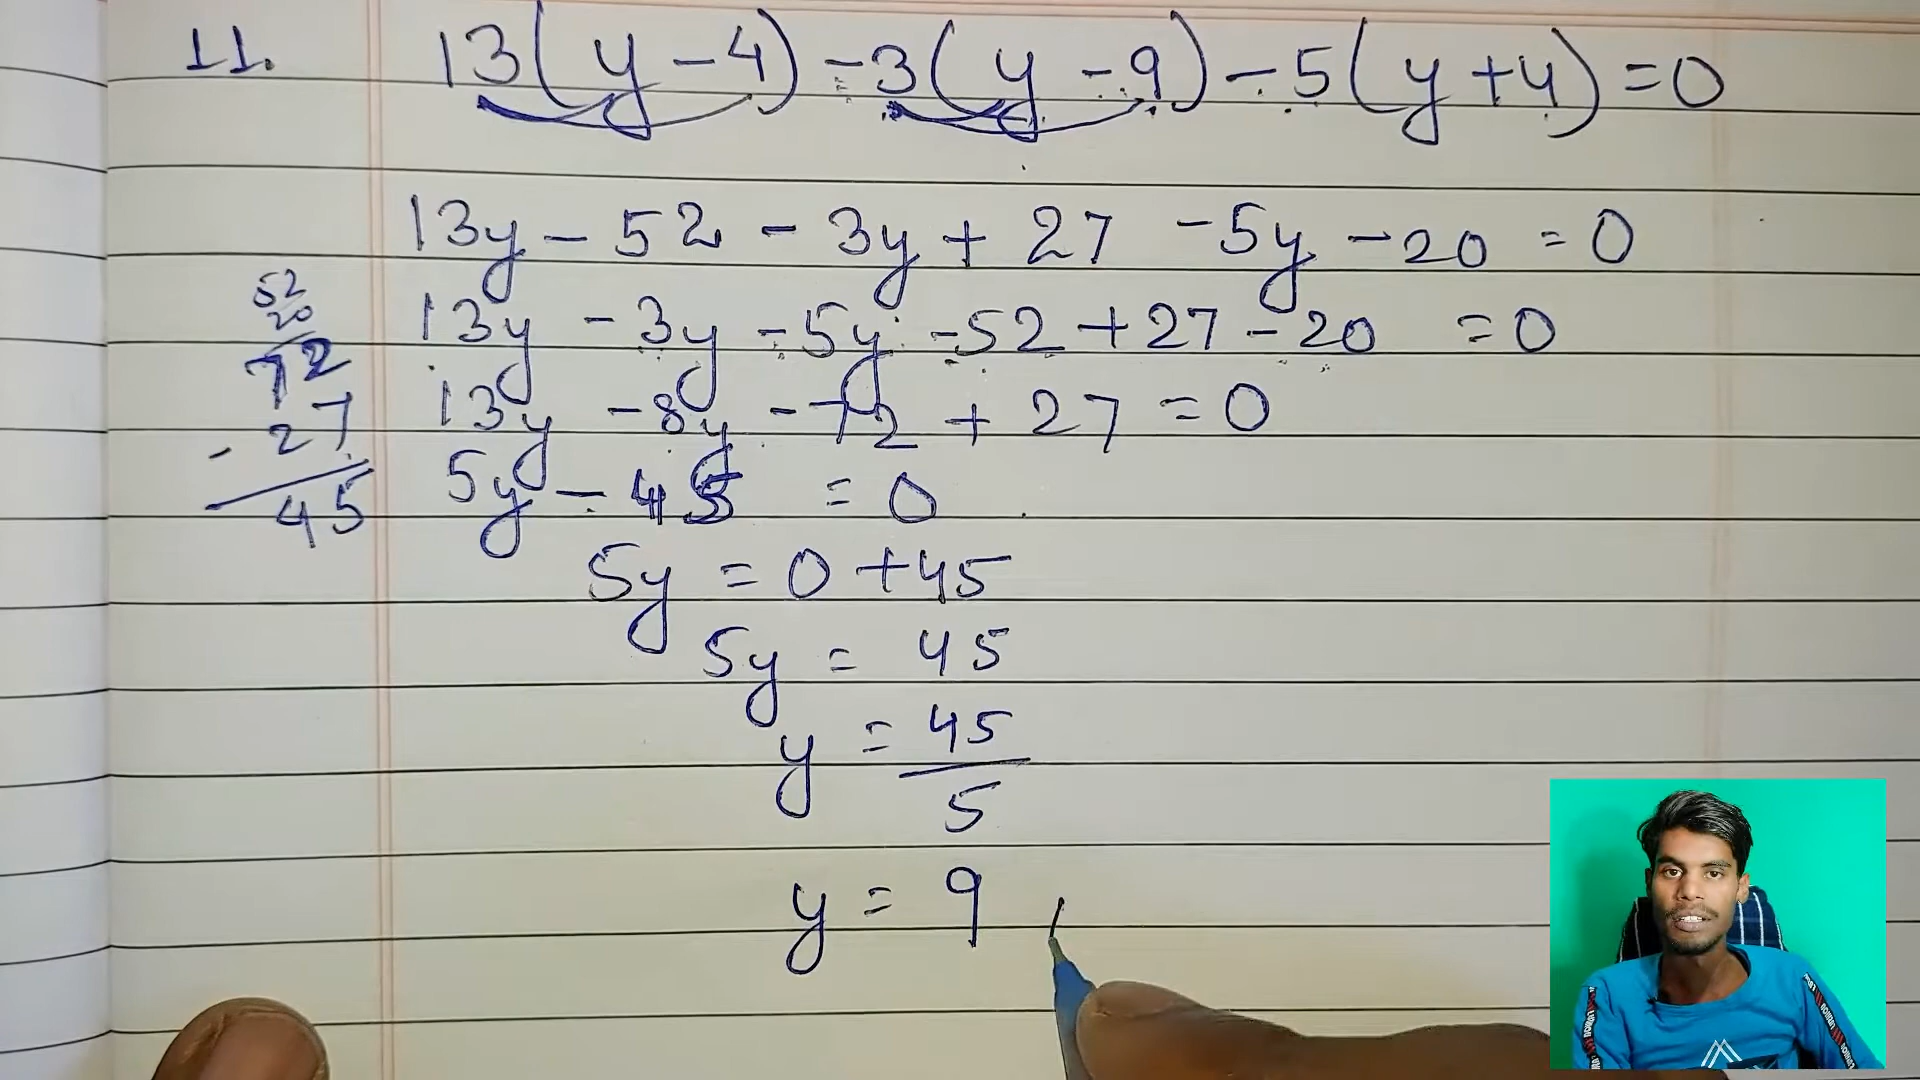 11. 13(y-4) - 3(y-9) - 5(y+4) = 0
13y - 52 - 3y + 27 - 5y - 20 = 0
13y - 3y - 5y - 52 + 27 - 20 = 0
13y - 8y - 72 + 27 = 0
5y - 45 = 0
5y = 0 + 45
5y = 45
y = 45
5
y = 9
52
20
72
- 27
45